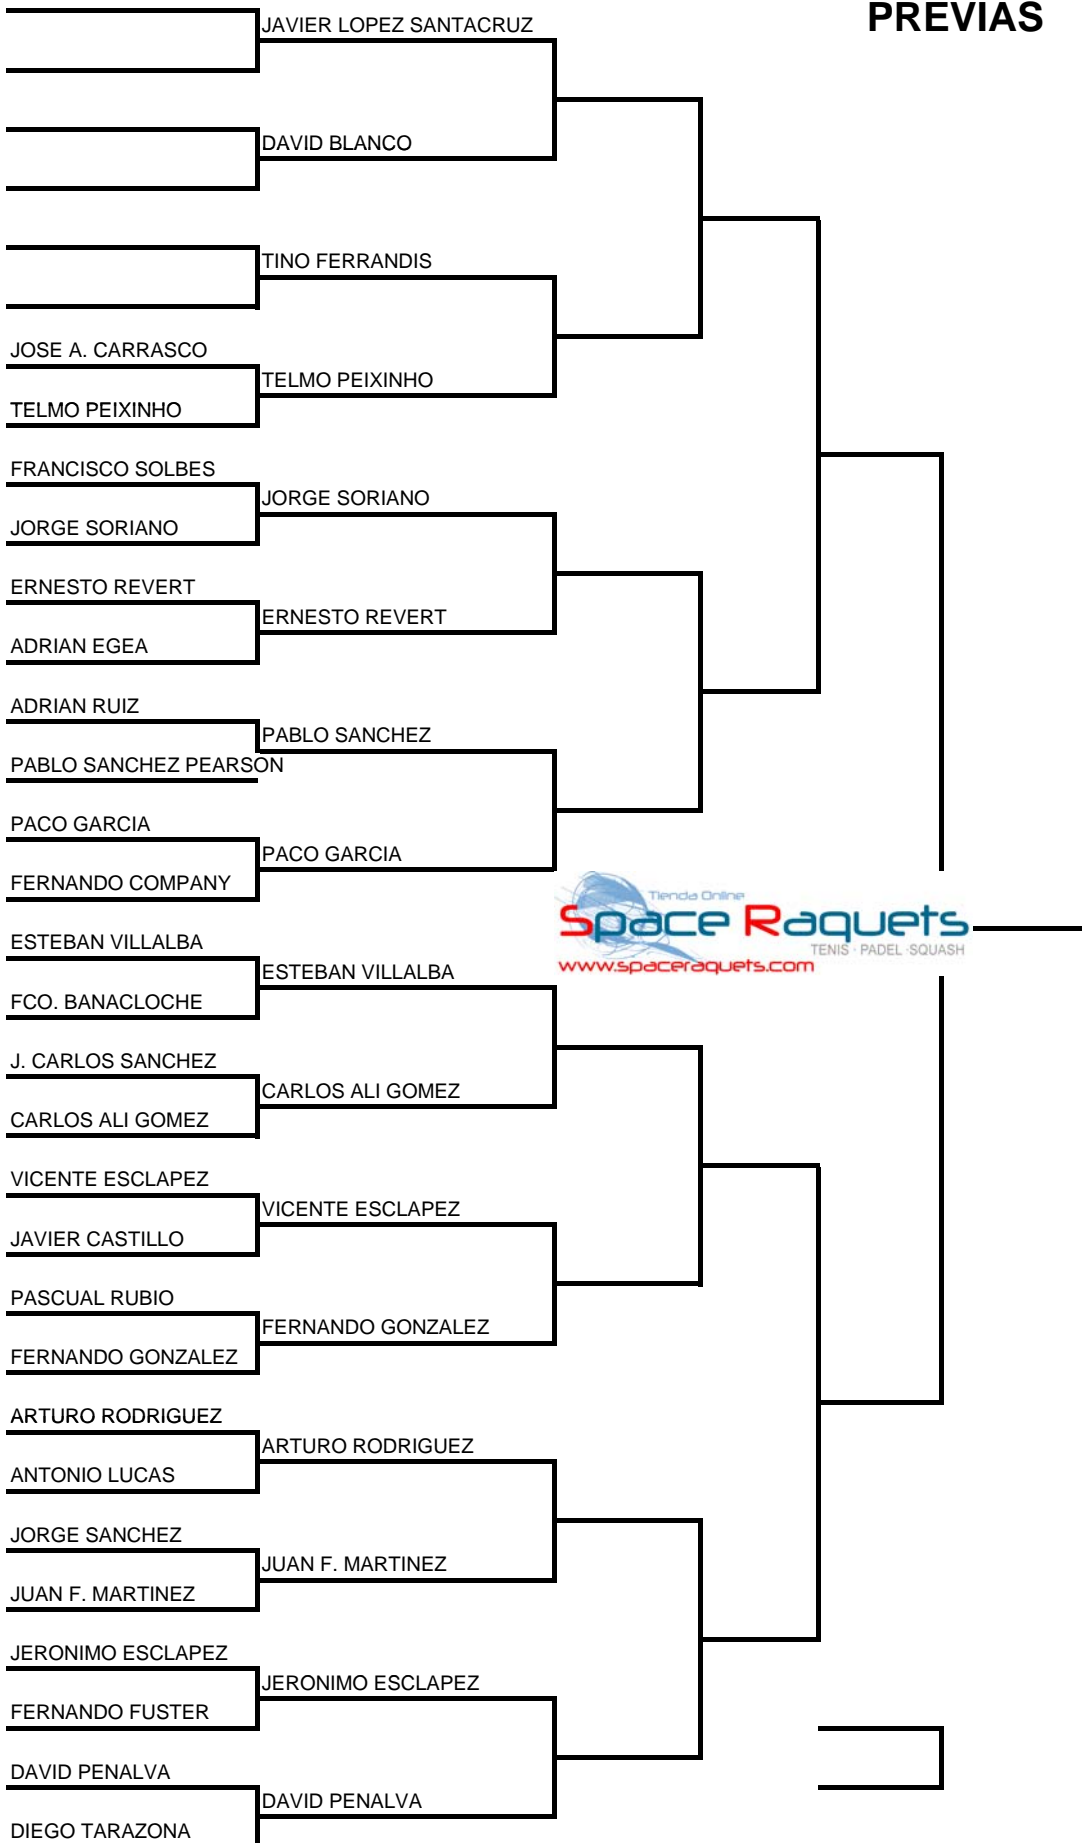 PREVIAS
JAVIER LOPEZ SANTACRUZ
DAVID BLANCO
TINO FERRANDIS
JOSE A. CARRASCO
TELMO PEIXINHO
TELMO PEIXINHO
FRANCISCO SOLBES
JORGE SORIANO
JORGE SORIANO
ERNESTO REVERT
ERNESTO REVERT
ADRIAN EGEA
ADRIAN RUIZ
PABLO SANCHEZ
PABLO SANCHEZ PEARSON
PACO GARCIA
PACO GARCIA
FERNANDO COMPANY
Tienda Online
Space Raquets
TENIS · PADEL ·SQUASH
www.spaceraquets.com
ESTEBAN VILLALBA
ESTEBAN VILLALBA
FCO. BANACLOCHE
J. CARLOS SANCHEZ
CARLOS ALI GOMEZ
CARLOS ALI GOMEZ
VICENTE ESCLAPEZ
VICENTE ESCLAPEZ
JAVIER CASTILLO
PASCUAL RUBIO
FERNANDO GONZALEZ
FERNANDO GONZALEZ
ARTURO RODRIGUEZ
ARTURO RODRIGUEZ
ANTONIO LUCAS
JORGE SANCHEZ
JUAN F. MARTINEZ
JUAN F. MARTINEZ
JERONIMO ESCLAPEZ
JERONIMO ESCLAPEZ
FERNANDO FUSTER
DAVID PENALVA
DAVID PENALVA
DIEGO TARAZONA